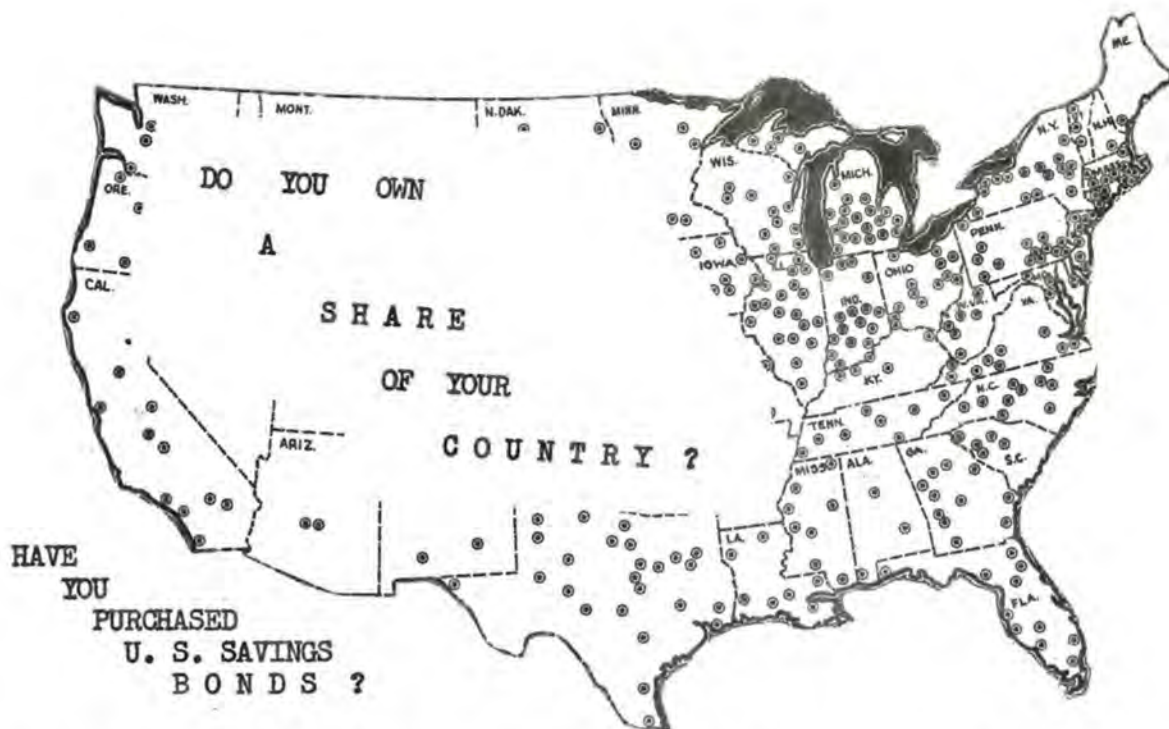 WASH.
MONT.
N.DAK.
MINN.
ME.
N.Y.
N.H.
WIS.
MICH.
ORE.
DO YOU OWN
A
SHARE
OF YOUR
COUNTRY ?
PENN.
IOWA
OHIO
CAL.
IND.
W.VA.
VA.
KY.
N.C.
TENN.
ARIZ.
MISS.
ALA.
GA.
S.C.
LA.
FLA.
HAVE
YOU
PURCHASED
U. S. SAVINGS
BONDS ?